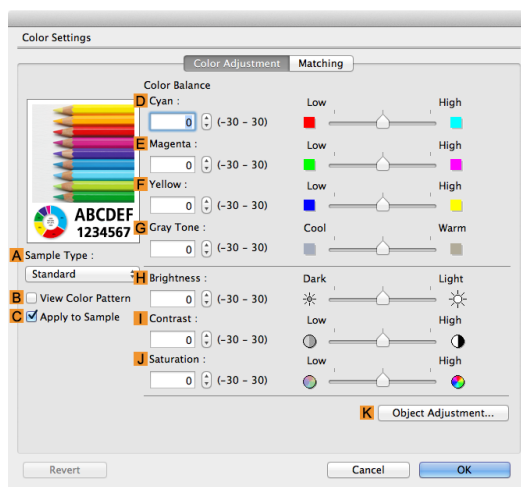 Color Settings
Color Adjustment Matching
Color Balance
D Cyan : Low High
0 (-30 – 30)
E Magenta : Low High
0 (-30 – 30)
F Yellow : Low High
0 (-30 – 30)
ABCDEF
1234567
G Gray Tone : Cool Warm
0 (-30 – 30)
A Sample Type :
Standard
H Brightness : Dark Light
B View Color Pattern 0 (-30 – 30)
C Apply to Sample
I Contrast : Low High
0 (-30 – 30)
J Saturation : Low High
0 (-30 – 30)
K Object Adjustment...
Revert Cancel OK